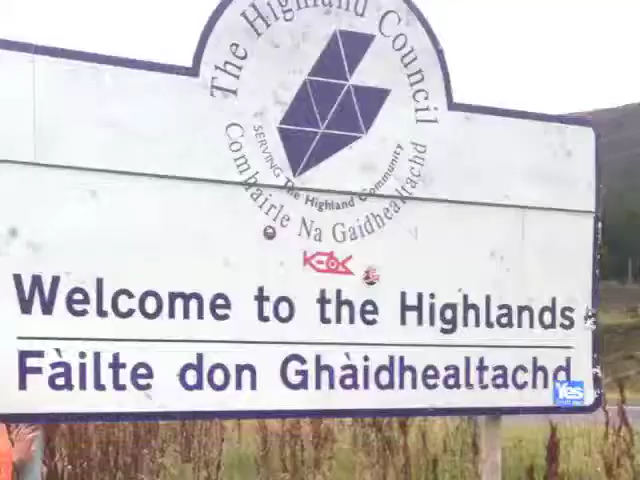 The Highland Council
SERVING The Highland Community
Comhairle Na Gaidhealtachd
Welcome to the Highlands
Fàilte don Ghàidhealtachd
Yes